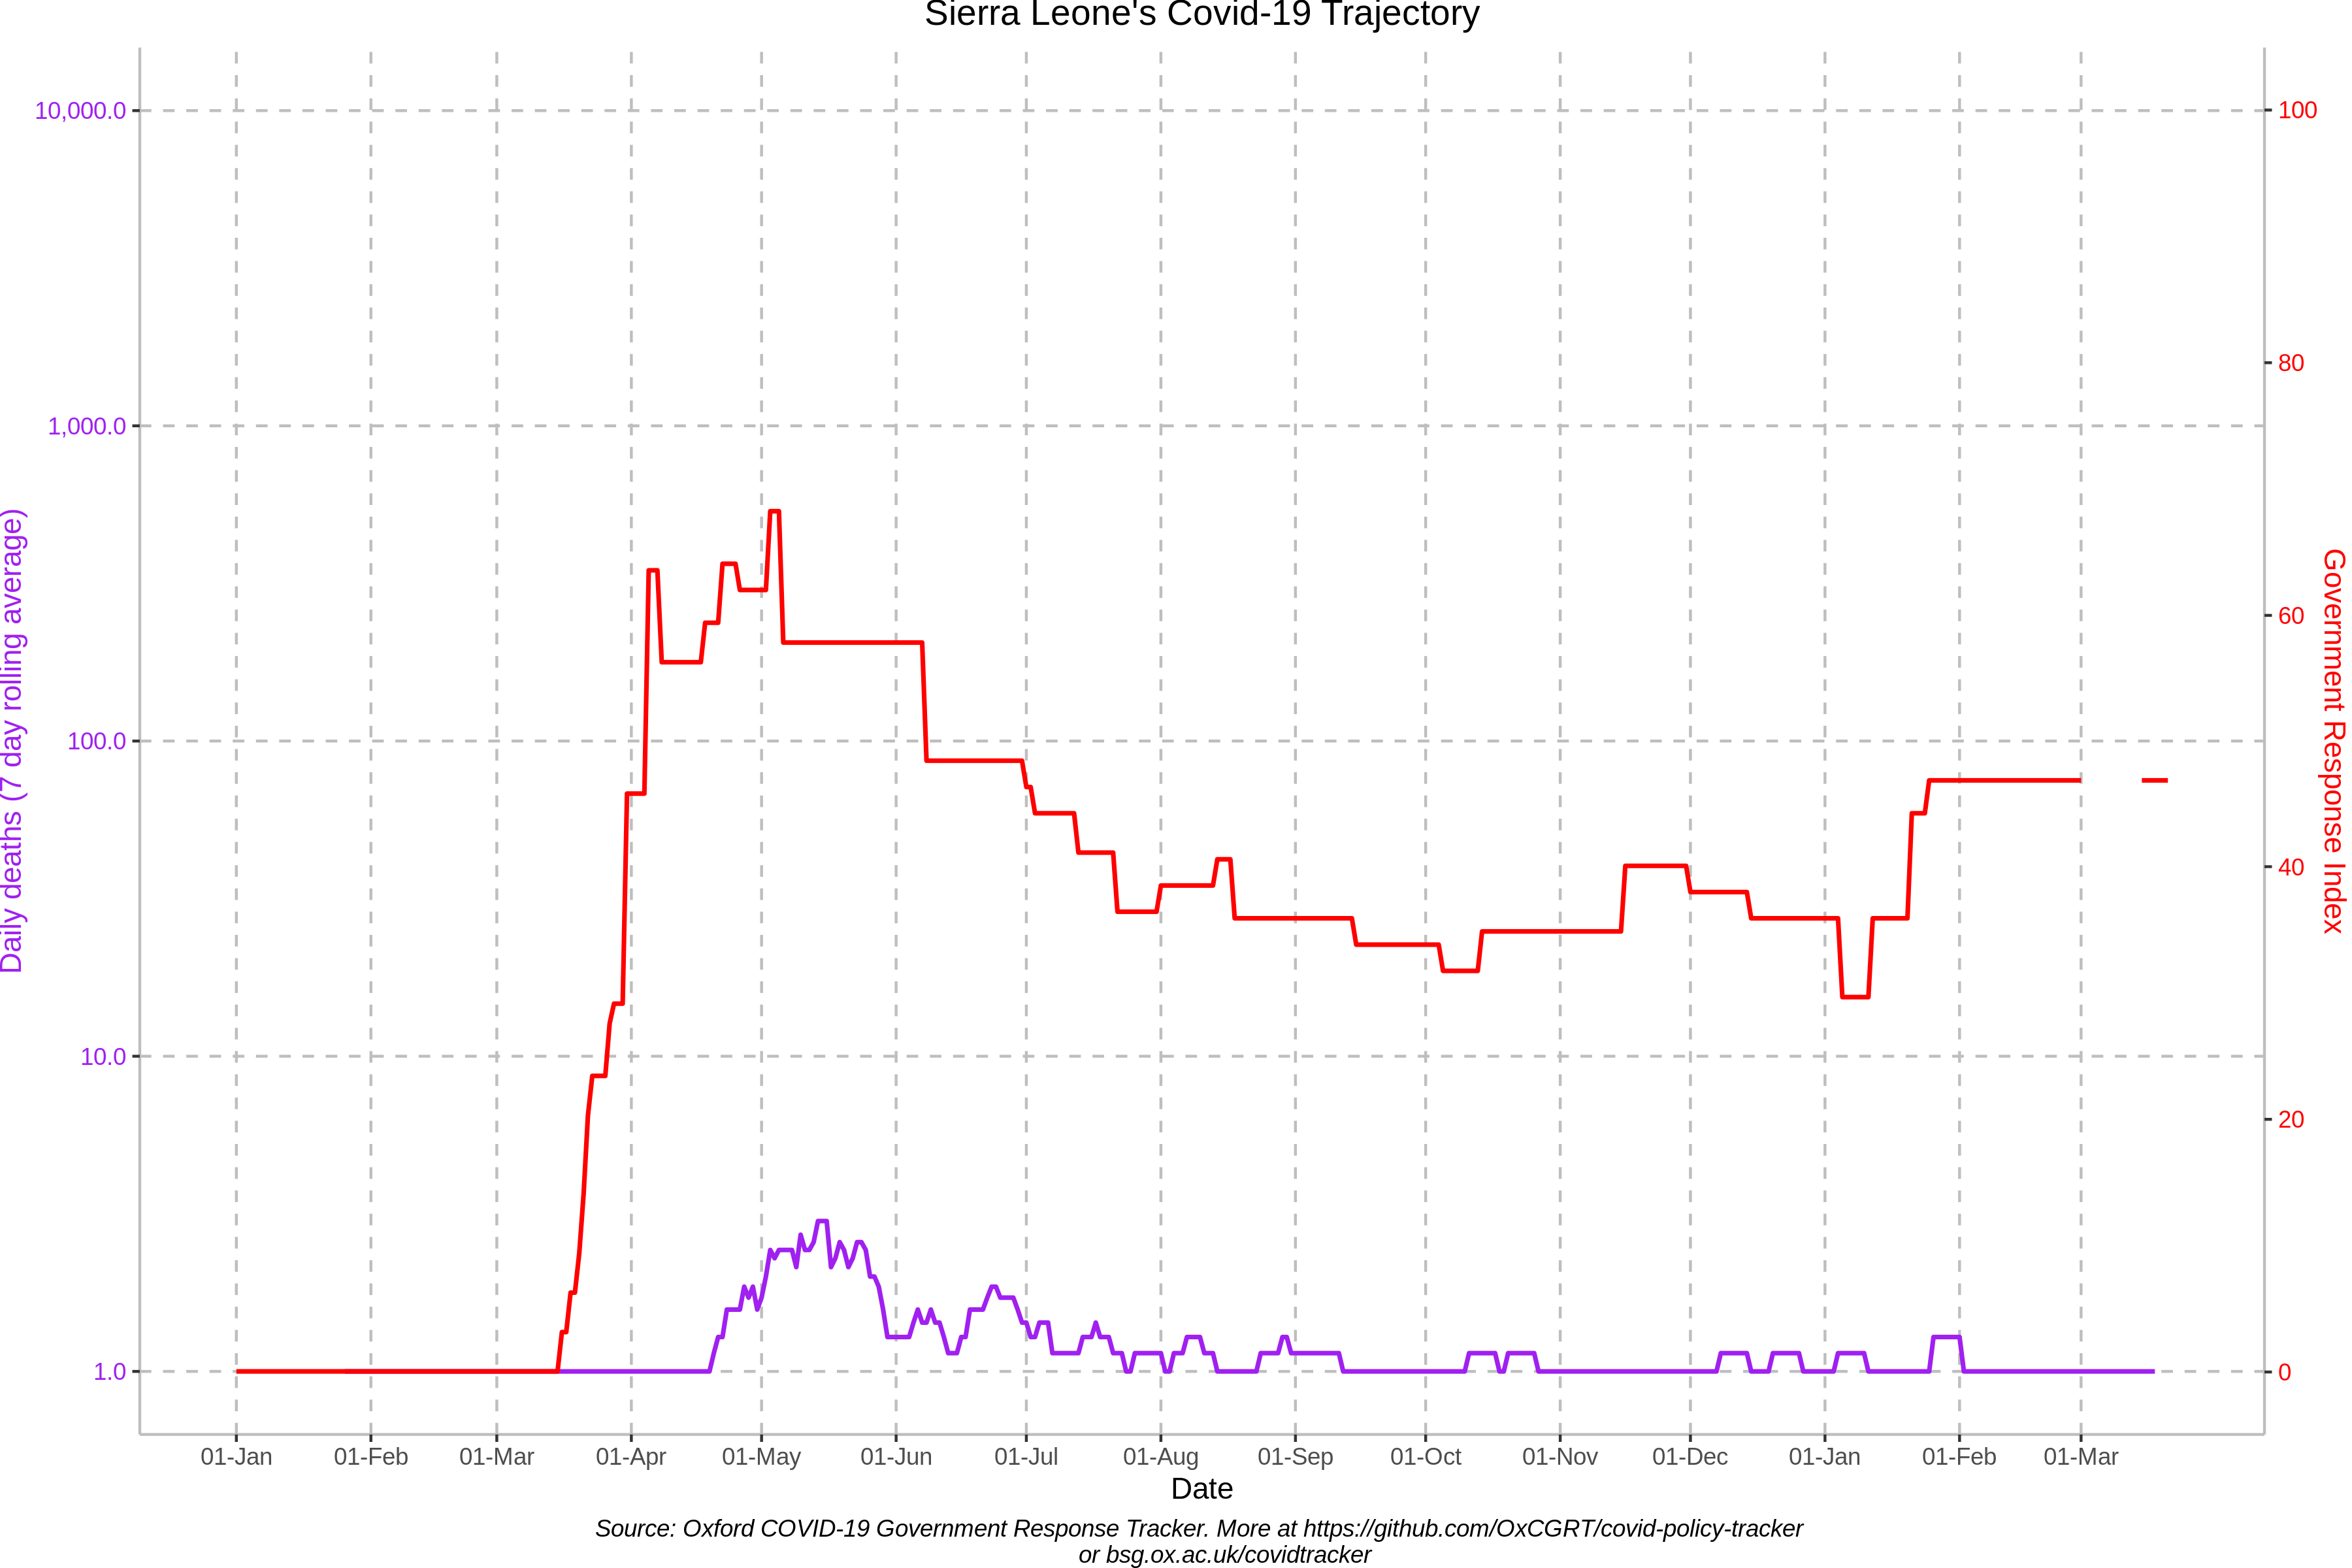 Sierra Leone's Covid-19 Trajectory
10,000.0
1,000.0
100.0
10.0
1.0
Daily deaths (7 day rolling average)
100
80
60
40
20
0
Government Response Index
01-Jan 01-Feb 01-Mar 01-Apr 01-May 01-Jun 01-Jul 01-Aug 01-Sep 01-Oct 01-Nov 01-Dec 01-Jan 01-Feb 01-Mar
Date
Source: Oxford COVID-19 Government Response Tracker. More at https://github.com/OxCGRT/covid-policy-tracker
or bsg.ox.ac.uk/covidtracker